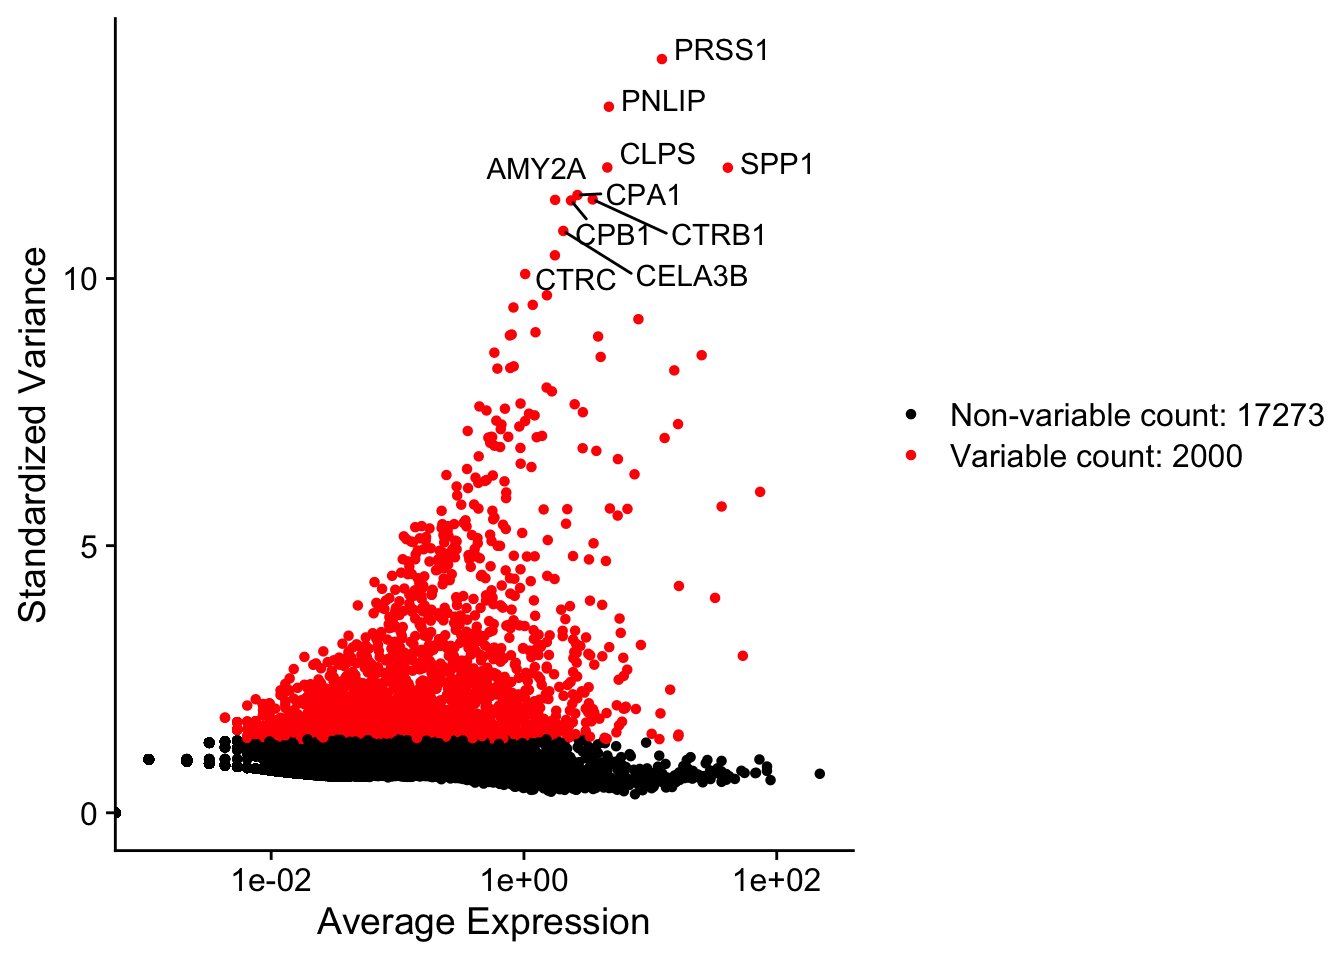 PRSS1
PNLIP
CLPS
SPP1
AMY2A
CPA1
CPB1
CTRB1
CTRC
CELA3B
10
5
0
Standardized Variance
1e-02
1e+00
1e+02
Average Expression
Non-variable count: 17273
Variable count: 2000